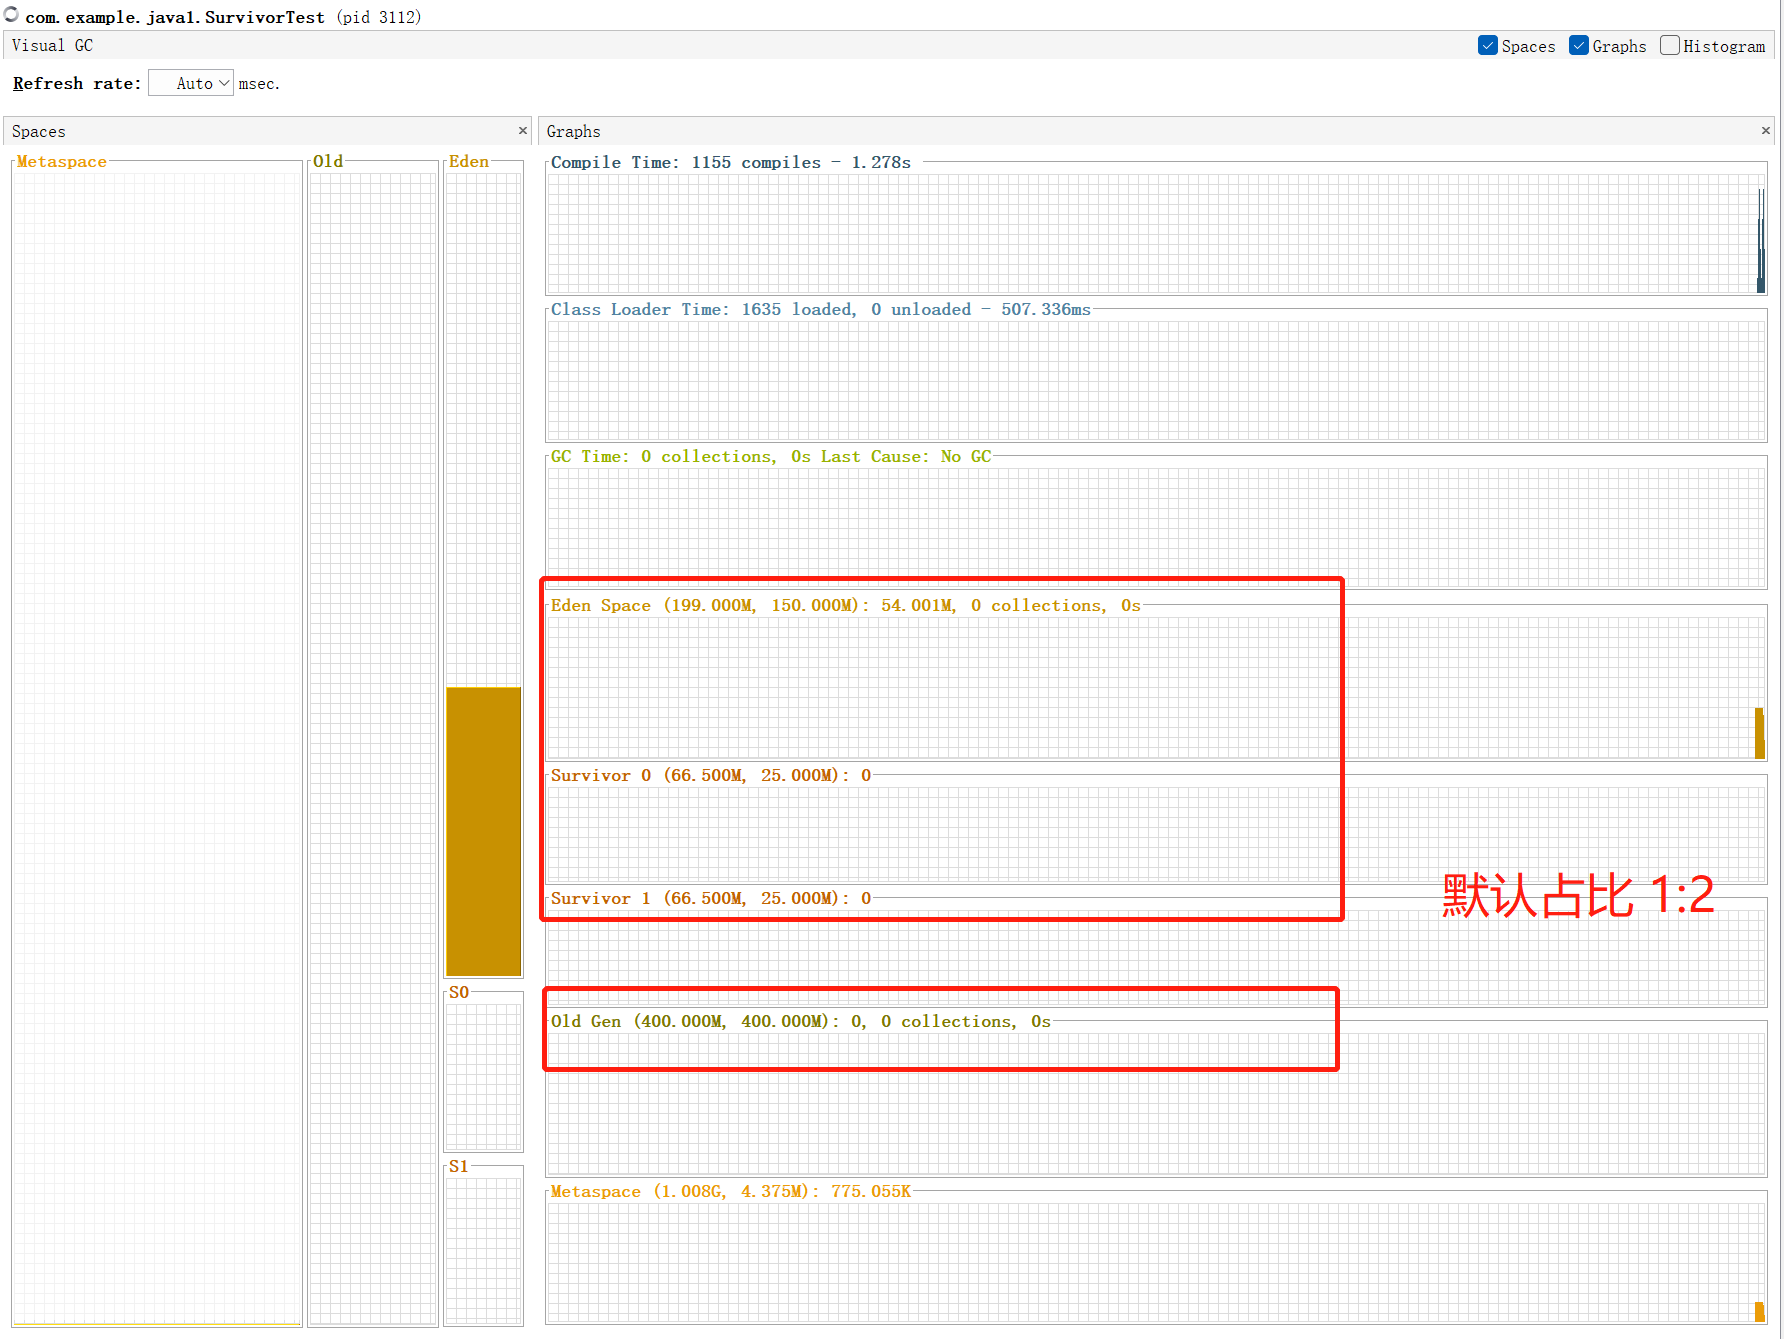 com.example.java1.SurvivorTest (pid 3112)
Visual GC
Spaces Graphs Histogram
Refresh rate: Auto msec.
Spaces
Metaspace Old Eden
S0
S1
Graphs
Compile Time: 1155 compiles - 1.278s
Class Loader Time: 1635 loaded, 0 unloaded - 507.336ms
GC Time: 0 collections, 0s Last Cause: No GC
Eden Space (199.000M, 150.000M): 54.001M, 0 collections, 0s
Survivor 0 (66.500M, 25.000M): 0
Survivor 1 (66.500M, 25.000M): 0
默认占比 1:2
Old Gen (400.000M, 400.000M): 0, 0 collections, 0s
Metaspace (1.008G, 4.375M): 775.055K